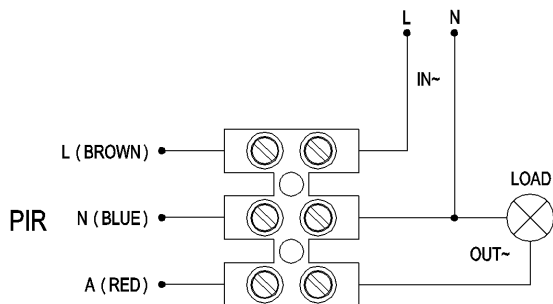 L N
IN~
L ( BROWN)
LOAD
PIR N ( BLUE)
OUT~
A ( RED)